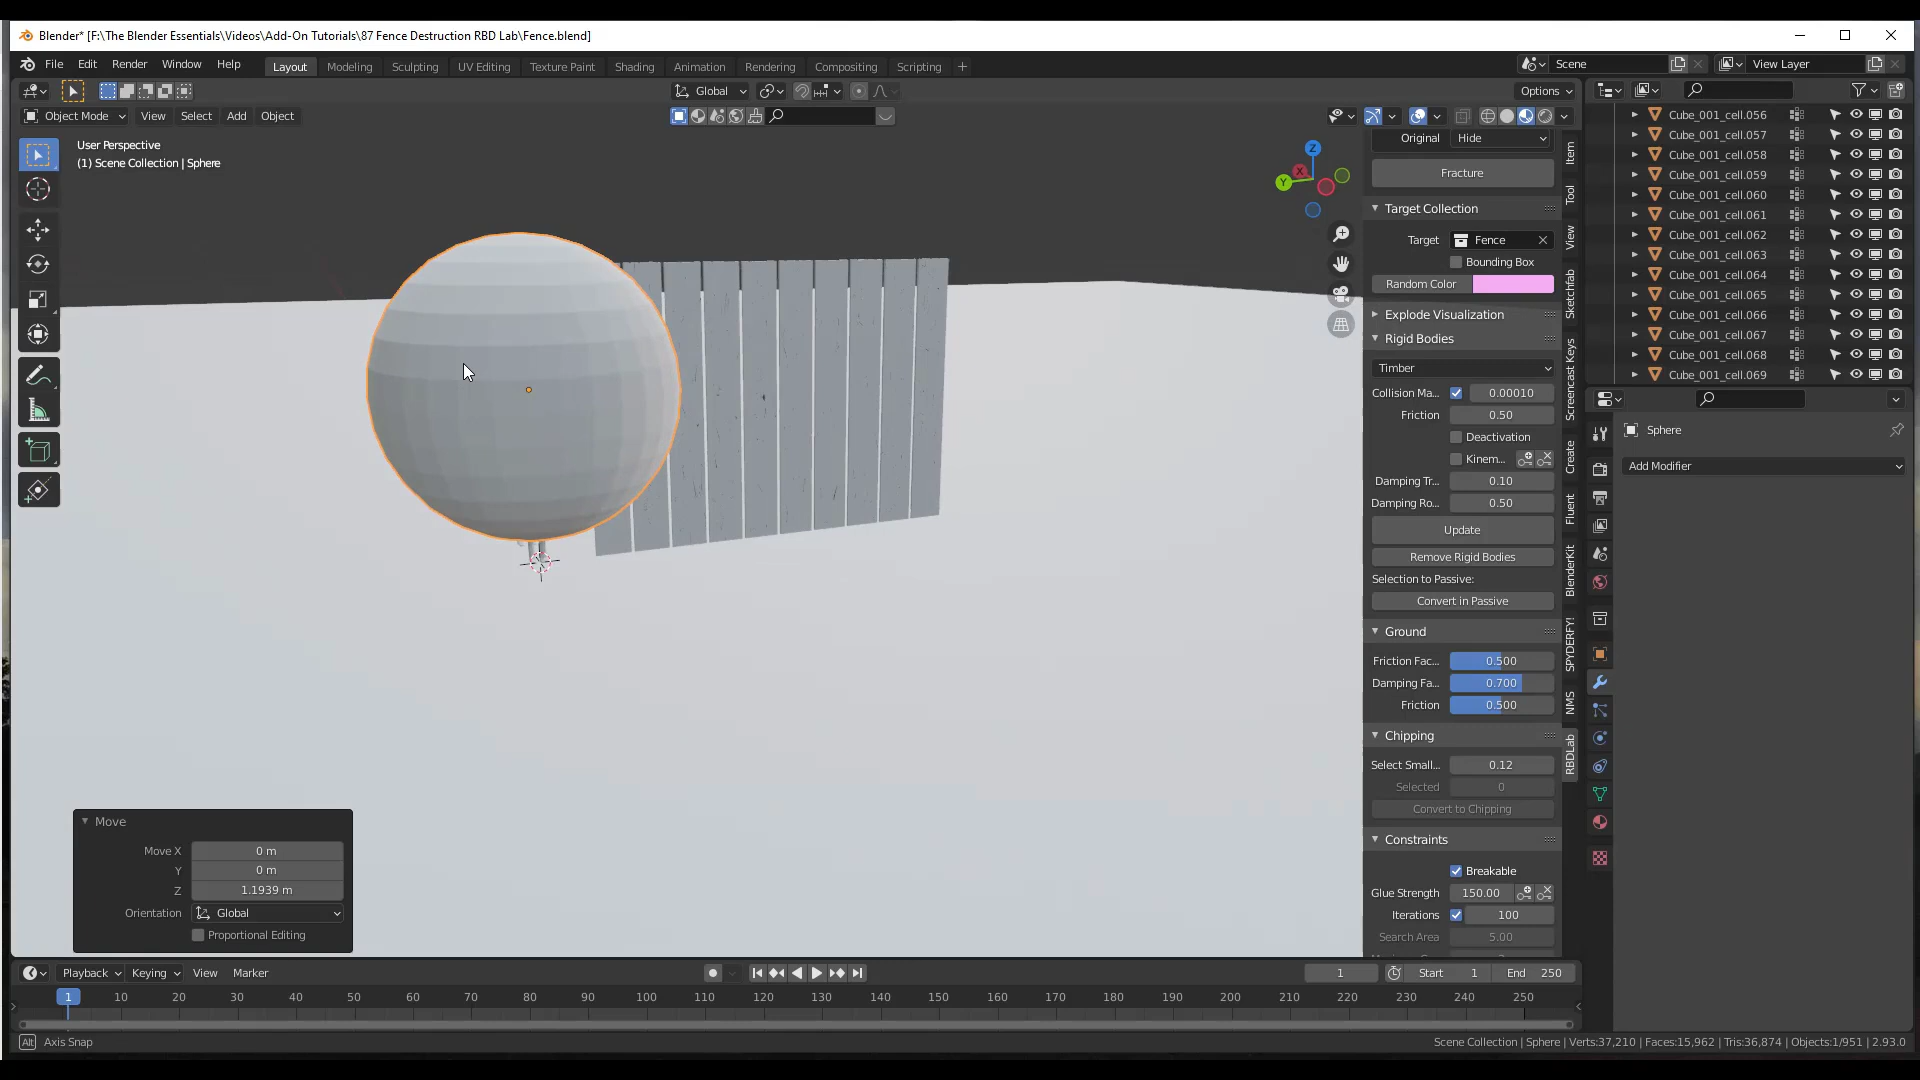 Blender* [F:\The Blender Essentials\Videos\Add-On Tutorials\87 Fence Destruction RBD Lab\Fence.blend]
File Edit Render Window Help
Layout Modeling Sculpting UV Editing Texture Paint Shading Animation Rendering Compositing Scripting +
Scene
View Layer
Global
Options
Object Mode View Select Add Object
User Perspective
(1) Scene Collection | Sphere
Z
X
Y
Original Hide
Fracture
Target Collection
Target Fence
Bounding Box
Random Color
Explode Visualization
Rigid Bodies
Timber
Collision Ma... 0.00010
Friction 0.50
Deactivation
Kinem...
Damping Tr... 0.10
Damping Ro... 0.50
Update
Remove Rigid Bodies
Selection to Passive:
Convert in Passive
Ground
Friction Fac... 0.500
Damping Fa... 0.700
Friction 0.500
Chipping
Select Small... 0.12
Selected 0
Convert to Chipping
Constraints
Breakable
Glue Strength 150.00
Iterations 100
Search Area 5.00
Item
Tool
View
Sketchfab
Screencast Keys
Create
Fluent
BlenderKit
SPYDERFY!
NMS
RBDLab
Cube_001_cell.056
Cube_001_cell.057
Cube_001_cell.058
Cube_001_cell.059
Cube_001_cell.060
Cube_001_cell.061
Cube_001_cell.062
Cube_001_cell.063
Cube_001_cell.064
Cube_001_cell.065
Cube_001_cell.066
Cube_001_cell.067
Cube_001_cell.068
Cube_001_cell.069
Sphere
Add Modifier
Move
Move X 0 m
Y 0 m
Z 1.1939 m
Orientation Global
Proportional Editing
Playback Keying View Marker
1 Start 1 End 250
1 10 20 30 40 50 60 70 80 90 100 110 120 130 140 150 160 170 180 190 200 210 220 230 240 250
Alt Axis Snap
Scene Collection | Sphere | Verts:37,210 | Faces:15,962 | Tris:36,874 | Objects:1/951 | 2.93.0